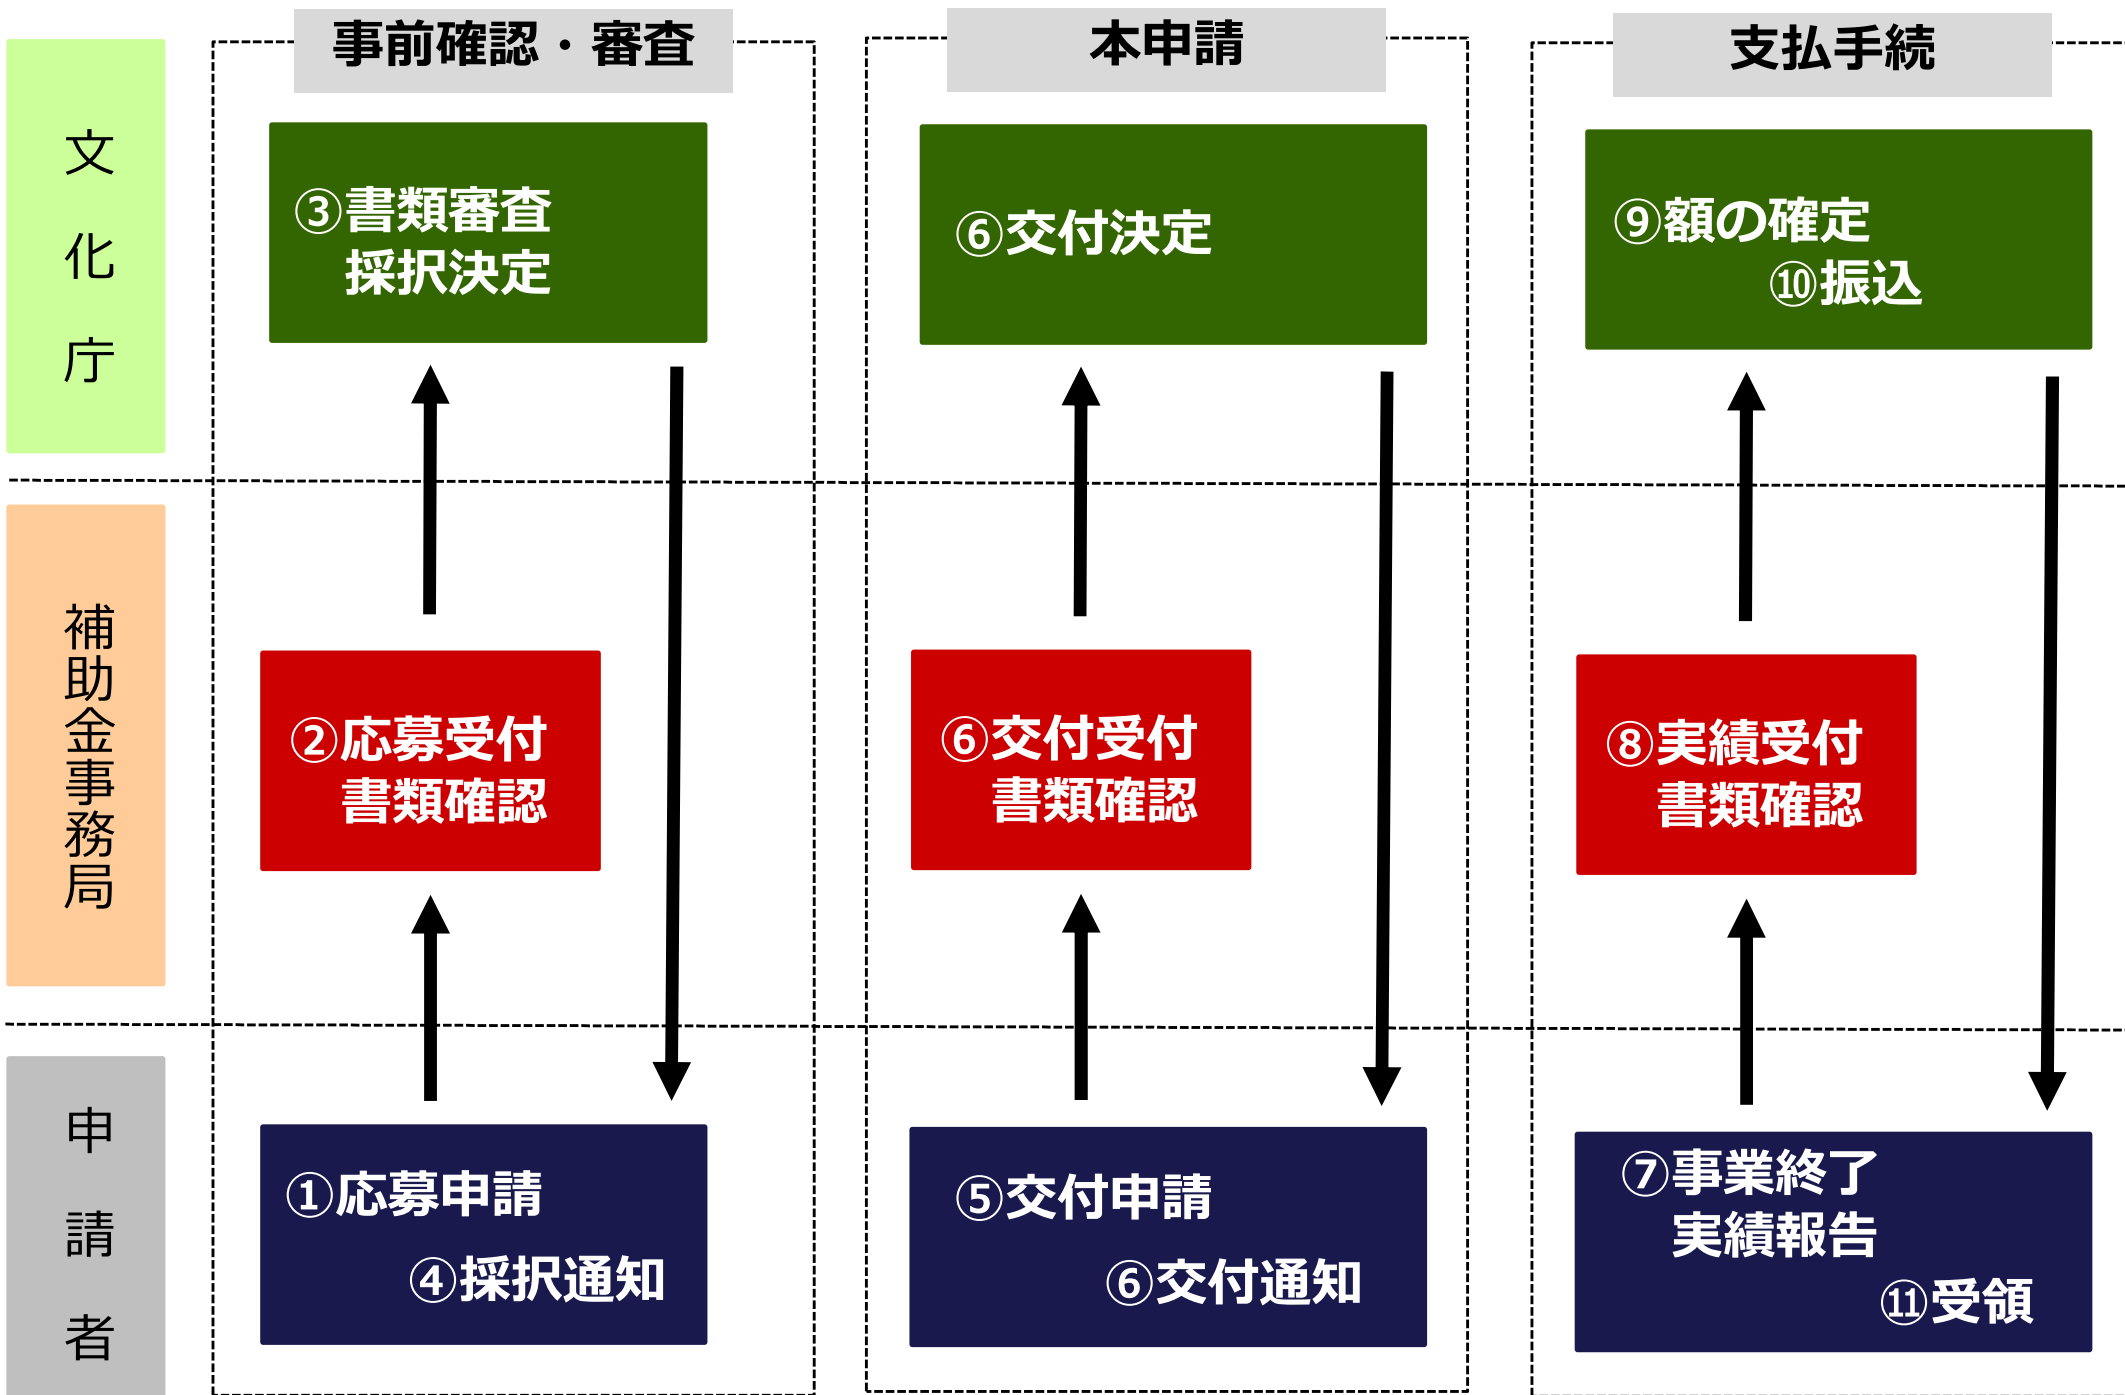 事前確認・審査
本申請
支払手続
文化庁
③書類審査
採択決定
⑥交付決定
⑨額の確定
⑩振込
補助金事務局
②応募受付
書類確認
⑥交付受付
書類確認
⑧実績受付
書類確認
申請者
①応募申請
④採択通知
⑤交付申請
⑥交付通知
⑦事業終了
実績報告
⑪受領